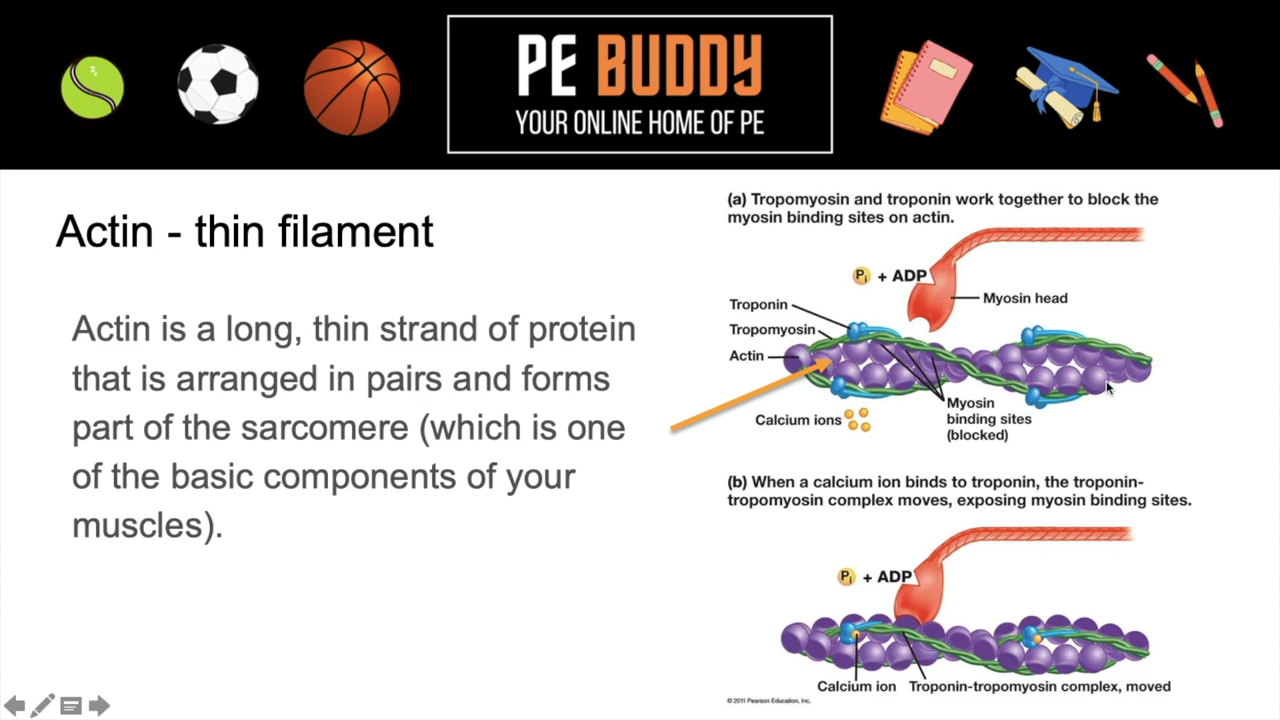 PE BUDDY
YOUR ONLINE HOME OF PE
Actin - thin filament
Actin is a long, thin strand of protein
that is arranged in pairs and forms
part of the sarcomere (which is one
of the basic components of your
muscles).
(a) Tropomyosin and troponin work together to block the
myosin binding sites on actin.
Pi + ADP
Myosin head
Troponin
Tropomyosin
Actin
Calcium ions
Myosin
binding sites
(blocked)
(b) When a calcium ion binds to troponin, the troponin-
tropomyosin complex moves, exposing myosin binding sites.
Pi + ADP
Calcium ion
Troponin-tropomyosin complex, moved
© 2011 Pearson Education, Inc.